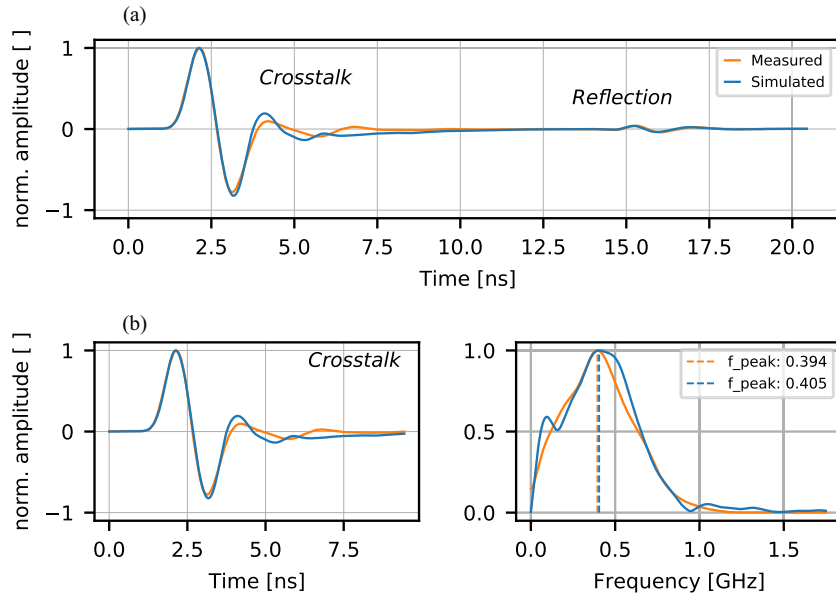 (a)
norm. amplitude [ ]
1
0
−1
Crosstalk
Reflection
Measured
Simulated
0.0 2.5 5.0 7.5 10.0 12.5 15.0 17.5 20.0
Time [ns]
(b)
norm. amplitude [ ]
1
0
−1
Crosstalk
0.0 2.5 5.0 7.5
Time [ns]
1.0
0.5
0.0
f_peak: 0.394
f_peak: 0.405
0.0 0.5 1.0 1.5
Frequency [GHz]